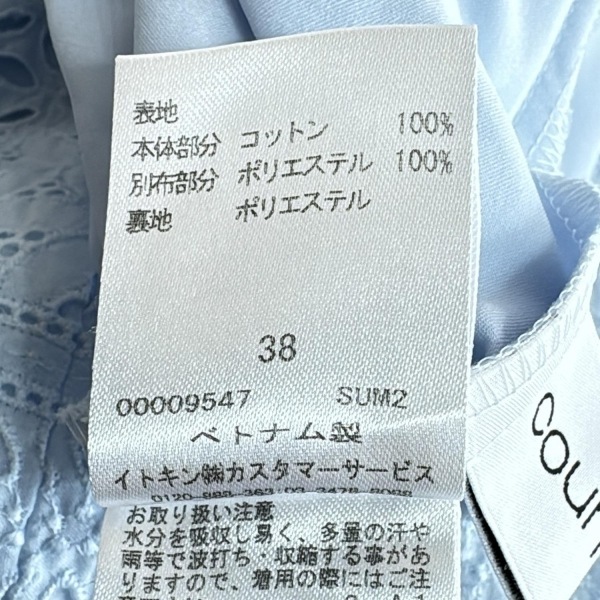 表地
本体部分 コットン 100%
別布部分 ポリエステル 100%
裏地 ポリエステル
38
00009547 SUM2
ベトナム製
イトキン㈱カスタマーサービス
お取り扱い注意
水分を吸収し易く、多量の汗や
雨等で波打ち・収縮する事があ
りますので、着用の際にはご注
cour